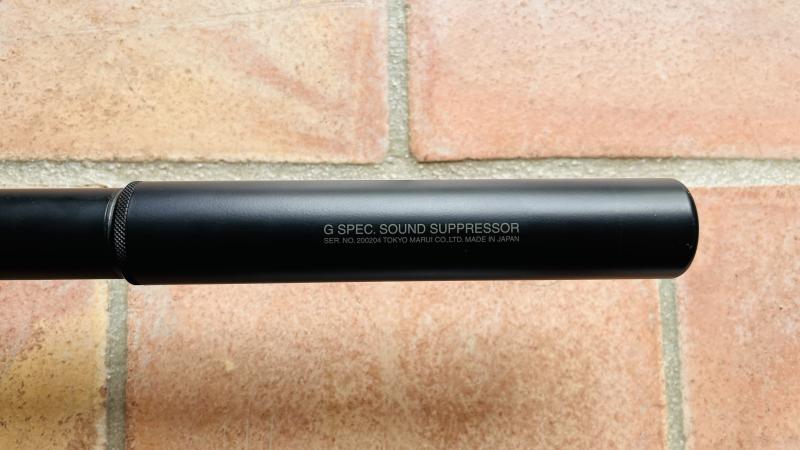 G SPEC. SOUND SUPPRESSOR
SER. NO. 200204 TOKYO MARUI CO.,LTD. MADE IN JAPAN